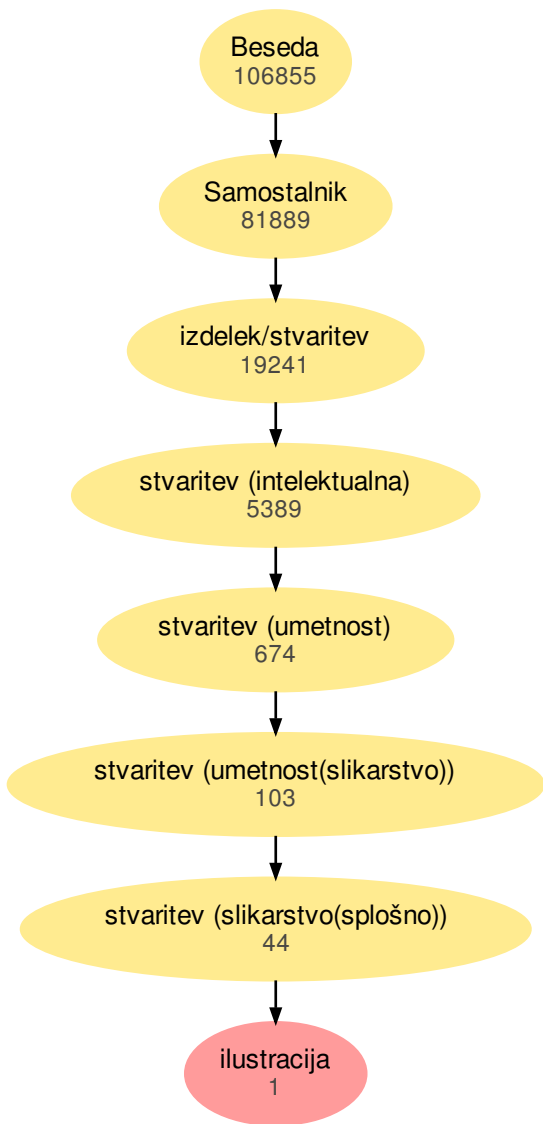 Beseda
106855
Samostalnik
81889
izdelek/stvaritev
19241
stvaritev (intelektualna)
5389
stvaritev (umetnost)
674
stvaritev (umetnost(slikarstvo))
103
stvaritev (slikarstvo(splošno))
44
ilustracija
1